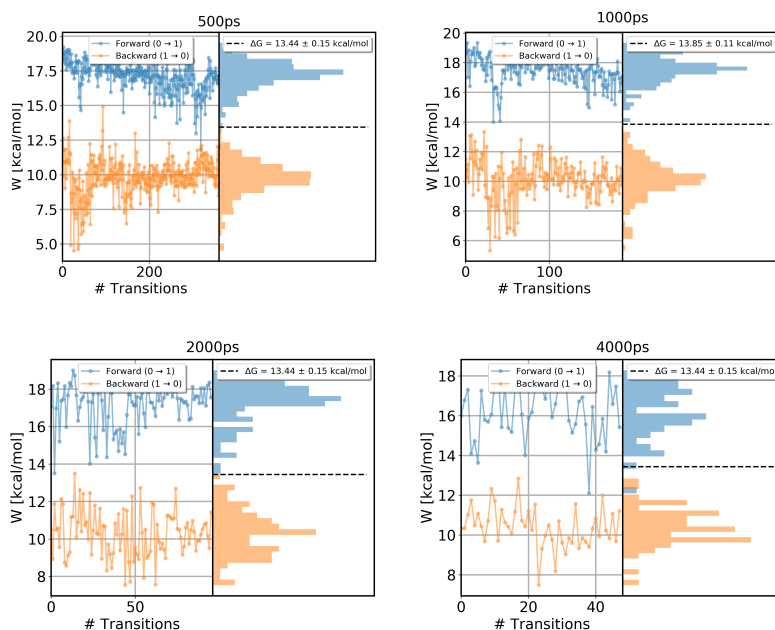 500ps
20.0
17.5
15.0
12.5
10.0
7.5
5.0
W [kcal/mol]
Forward (0 → 1)
Backward (1 → 0)
ΔG = 13.44 ± 0.15 kcal/mol
0
200
# Transitions
1000ps
20
18
16
14
12
10
8
6
W [kcal/mol]
Forward (0 → 1)
Backward (1 → 0)
ΔG = 13.85 ± 0.11 kcal/mol
0
100
# Transitions
2000ps
18
16
14
12
10
8
W [kcal/mol]
Forward (0 → 1)
Backward (1 → 0)
ΔG = 13.44 ± 0.15 kcal/mol
0
50
# Transitions
4000ps
18
16
14
12
10
8
W [kcal/mol]
Forward (0 → 1)
Backward (1 → 0)
ΔG = 13.44 ± 0.15 kcal/mol
0
20
40
# Transitions